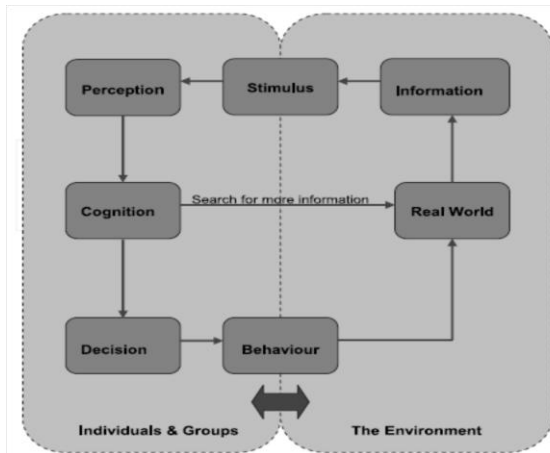 Perception
Stimulus
Information
Cognition
Search for more information
Real World
Decision
Behaviour
Individuals & Groups
The Environment